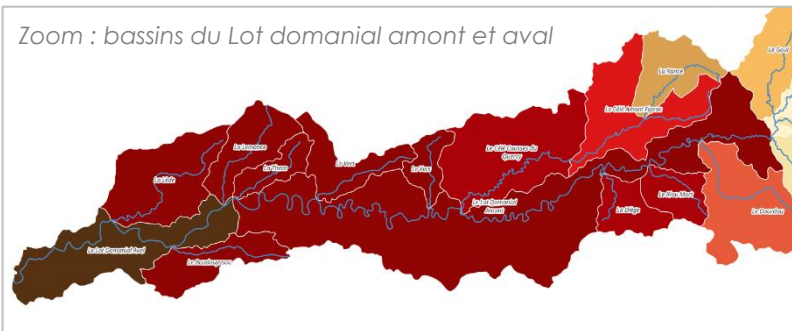 Zoom : bassins du Lot domanial amont et aval
Le Goul
La Rance
Le Célé Amont Figeac
La Lémance
La Lède
La Thèze
Le Vert
Le Vers
Le Célé Causses du
Quercy
Le Lot Domanial
Amont
La Diège
Le Riou Mort
Le Dourdou
Le Lot Domanial Aval
Le Boudouyssou